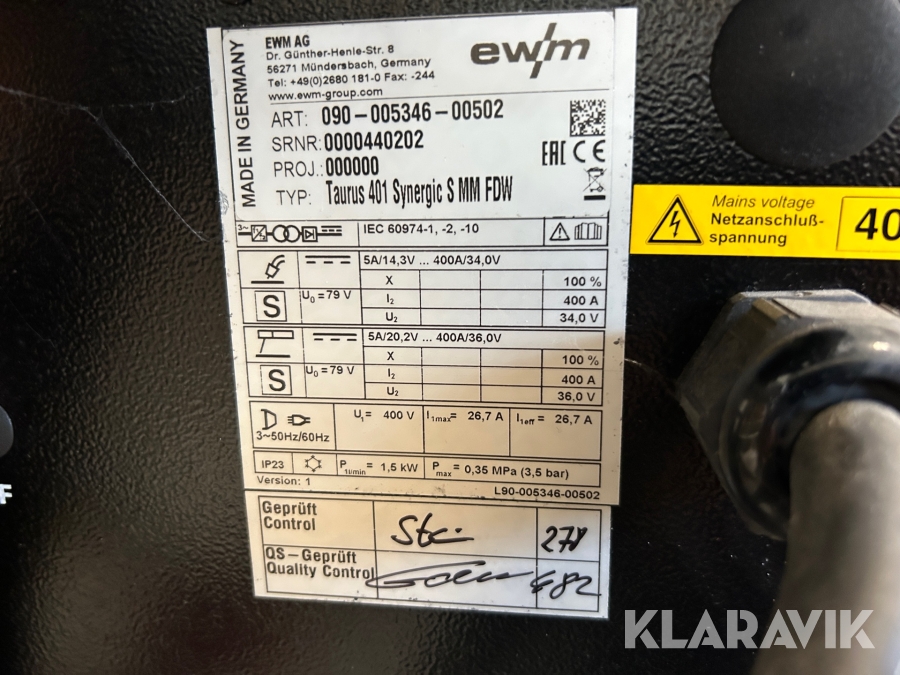 MADE IN GERMANY
EWM AG
Dr. Günther-Henle-Str. 8
56271 Mündersbach, Germany
Tel: +49(0)2680 181-0 Fax: -244
www.ewm-group.com
ewm
ART: 090-005346-00502
SRNR: 0000440202
PROJ.: 000000
TYP: Taurus 401 Synergic S MM FDW
EAC CE
3~
IEC 60974-1, -2, -10
5A/14,3V ... 400A/34,0V
X 100 %
S U₀ = 79 V I₂ 400 A
U₂ 34,0 V
5A/20,2V ... 400A/36,0V
X 100 %
S U₀ = 79 V I₂ 400 A
U₂ 36,0 V
3~50Hz/60Hz U₁= 400 V I₁max= 26,7 A I₁eff = 26,7 A
IP23 P1l/min = 1,5 kW Pmax = 0,35 MPa (3,5 bar)
Version: 1 L90-005346-00502
Geprüft
Control
QS-Geprüft
Quality Control
482
Mains voltage
Netzanschluß-
spannung
40
KLARAVIK